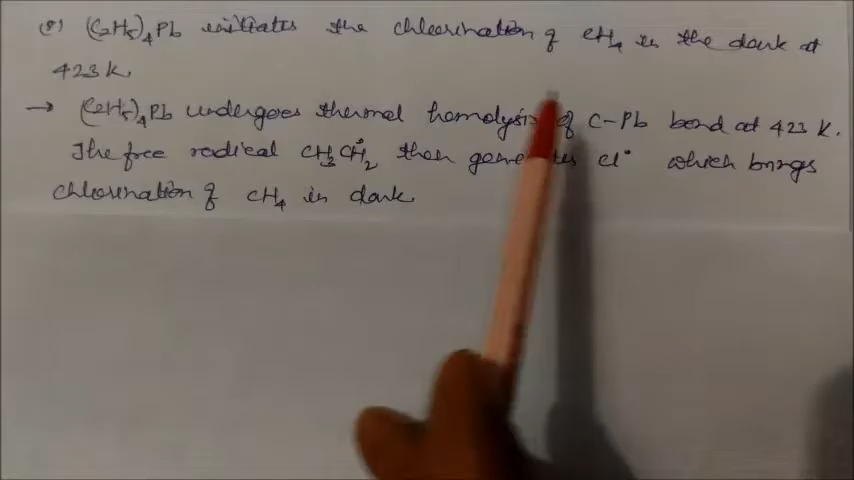 (8) (C2H5)4Pb initiates the chlorination of CH4 in the dark at
423 K.
→ (C2H5)4Pb undergoes thermal homolysis of C-Pb bond at 423 K.
The free radical CH3CH2• then generates Cl• which brings
chlorination of CH4 in dark.